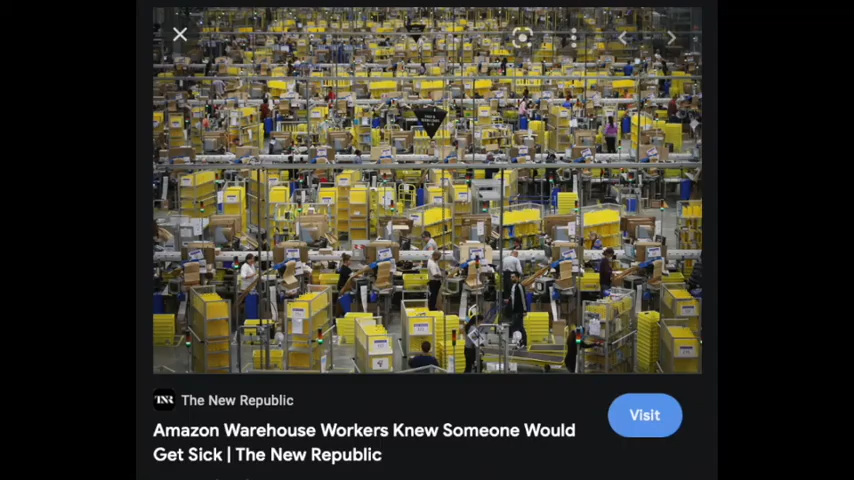 TNR The New Republic
Visit
Amazon Warehouse Workers Knew Someone Would
Get Sick | The New Republic